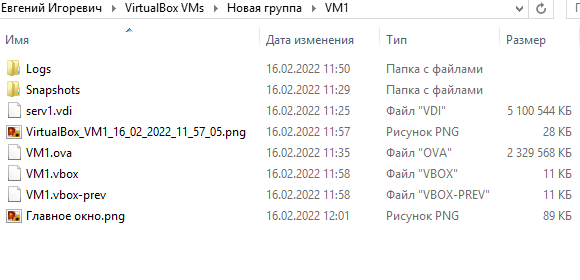 Евгений Игоревич VirtualBox VMs Новая группа VM1
Имя Дата изменения Тип Размер
Logs 16.02.2022 11:50 Папка с файлами
Snapshots 16.02.2022 11:29 Папка с файлами
serv1.vdi 16.02.2022 11:25 Файл "VDI" 5 100 544 КБ
VirtualBox_VM1_16_02_2022_11_57_05.png 16.02.2022 11:57 Рисунок PNG 28 КБ
VM1.ova 16.02.2022 11:35 Файл "OVA" 2 329 568 КБ
VM1.vbox 16.02.2022 11:58 Файл "VBOX" 11 КБ
VM1.vbox-prev 16.02.2022 11:58 Файл "VBOX-PREV" 11 КБ
Главное окно.png 16.02.2022 12:01 Рисунок PNG 89 КБ